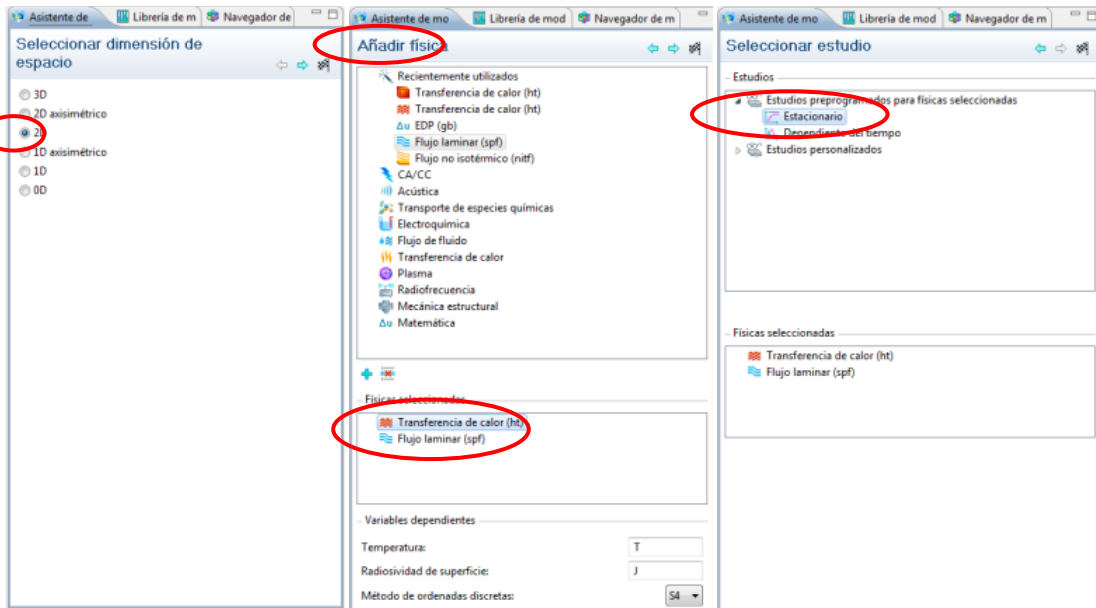 Asistente de
Librería de m
Navegador de
Seleccionar dimensión de
espacio
3D
2D axisimétrico
2D
1D axisimétrico
1D
0D
Asistente de mo
Librería de mod
Navegador de m
Añadir física
Recientemente utilizados
Transferencia de calor (ht)
Transferencia de calor (ht)
Δu EDP (gb)
Flujo laminar (spf)
Flujo no isotérmico (nitf)
CA/CC
Acústica
Transporte de especies químicas
Electroquímica
Flujo de fluido
Transferencia de calor
Plasma
Radiofrecuencia
Mecánica estructural
Δu Matemática
Físicas seleccionadas
Transferencia de calor (ht)
Flujo laminar (spf)
Variables dependientes
Temperatura: T
Radiosividad de superficie: J
Método de ordenadas discretas: S4
Asistente de mo
Librería de mod
Navegador de m
Seleccionar estudio
Estudios
Estudios preprogramados para físicas seleccionadas
Estacionario
Dependiente del tiempo
Estudios personalizados
Físicas seleccionadas
Transferencia de calor (ht)
Flujo laminar (spf)